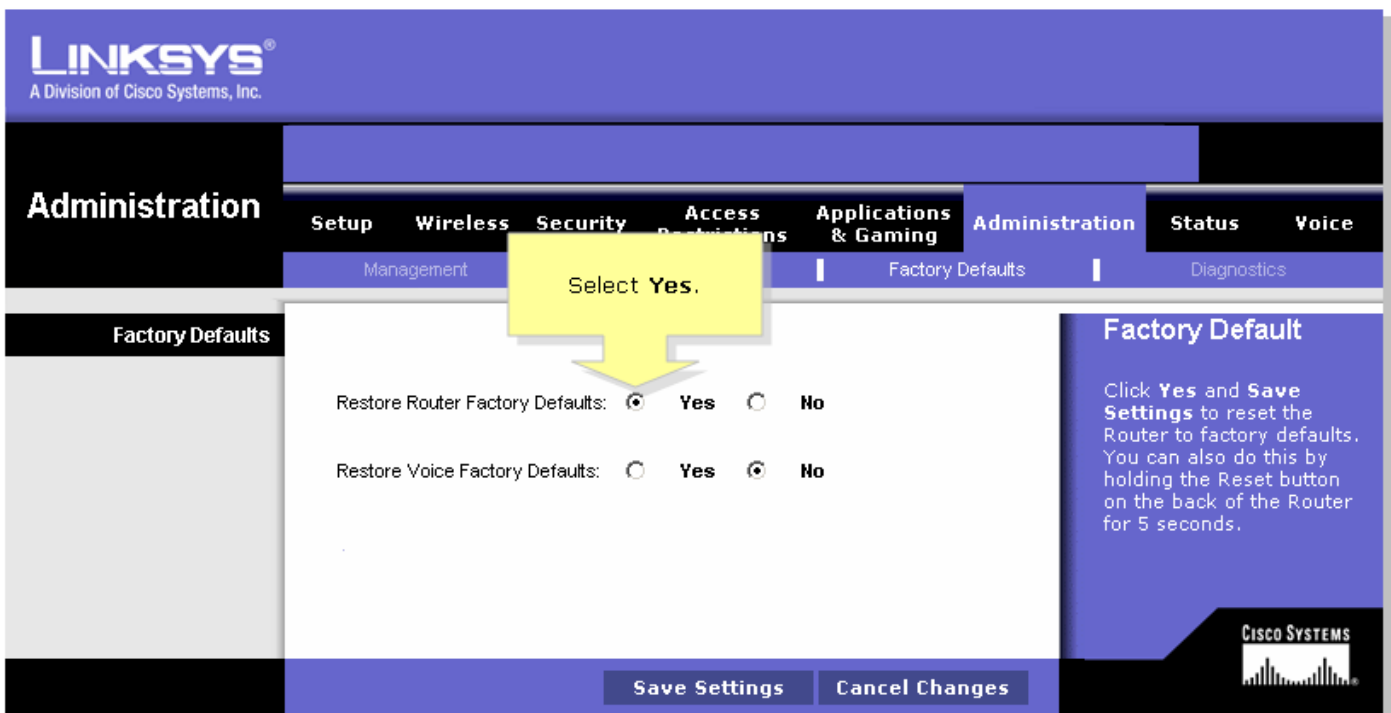 LINKSYS®
A Division of Cisco Systems, Inc.
Administration
Setup Wireless Security Access Applications & Gaming Administration Status Voice
Management Factory Defaults Diagnostics
Select Yes.
Factory Defaults
Restore Router Factory Defaults: Yes No
Restore Voice Factory Defaults: Yes No
Factory Default
Click Yes and Save
Settings to reset the
Router to factory defaults.
You can also do this by
holding the Reset button
on the back of the Router
for 5 seconds.
CISCO SYSTEMS
Save Settings Cancel Changes